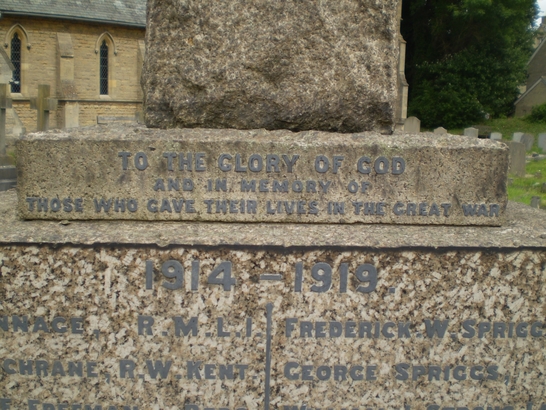 TO THE GLORY OF GOD
AND IN MEMORY OF
THOSE WHO GAVE THEIR LIVES IN THE GREAT WAR
1914 - 1919.
R.M.L.I. FREDERICK. W. SPRIGG
R.W KENT. GEORGE SPRIGGS,